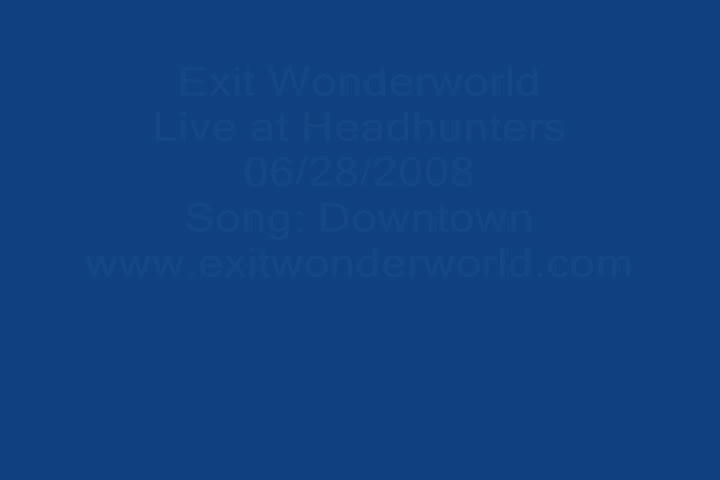 Exit Wonderworld
Live at Headhunters
06/28/2008
Song: Downtown
www.exitwonderworld.com